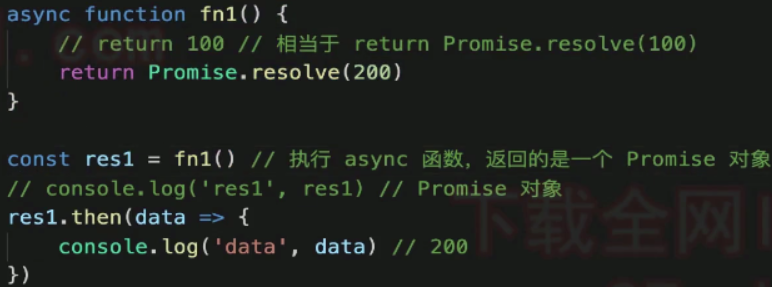 async function fn1() {
    // return 100 // 相当于 return Promise.resolve(100)
    return Promise.resolve(200)
}

const res1 = fn1() // 执行 async 函数，返回的是一个 Promise 对象
// console.log('res1', res1) // Promise 对象
res1.then(data => {
    console.log('data', data) // 200
})
下载全网